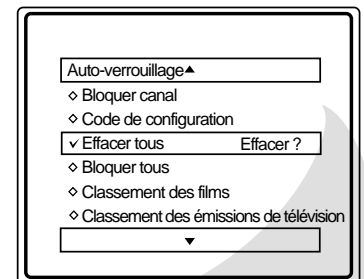 Auto-verrouillage▲
◇ Bloquer canal
◇ Code de configuration
✓ Effacer tous Effacer ?
◇ Bloquer tous
◇ Classement des films
◇ Classement des émissions de télévision
▼